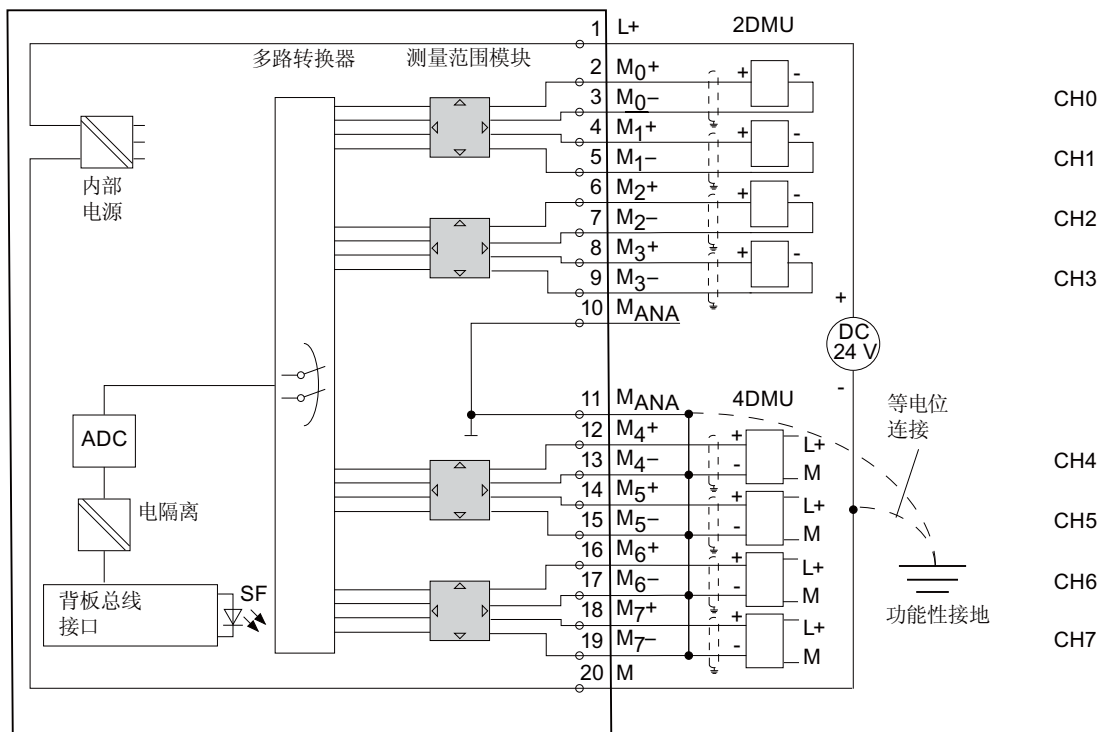 1 L+ 2DMU
多路转换器 测量范围模块
2 M0+ + -
3 M0− CH0
4 M1+ + -
5 M1− CH1
内部
电源
6 M2+ + -
7 M2− CH2
8 M3+ + -
9 M3− CH3
10 MANA
+
DC
24 V
-
11 MANA 4DMU
等电位
连接
ADC
12 M4+ + L+
13 M4− - M CH4
14 M5+ + L+
电隔离
15 M5− - M CH5
16 M6+ + L+
17 M6− - M CH6
背板总线
接口
SF
18 M7+ + L+
功能性接地
19 M7− - M CH7
20 M